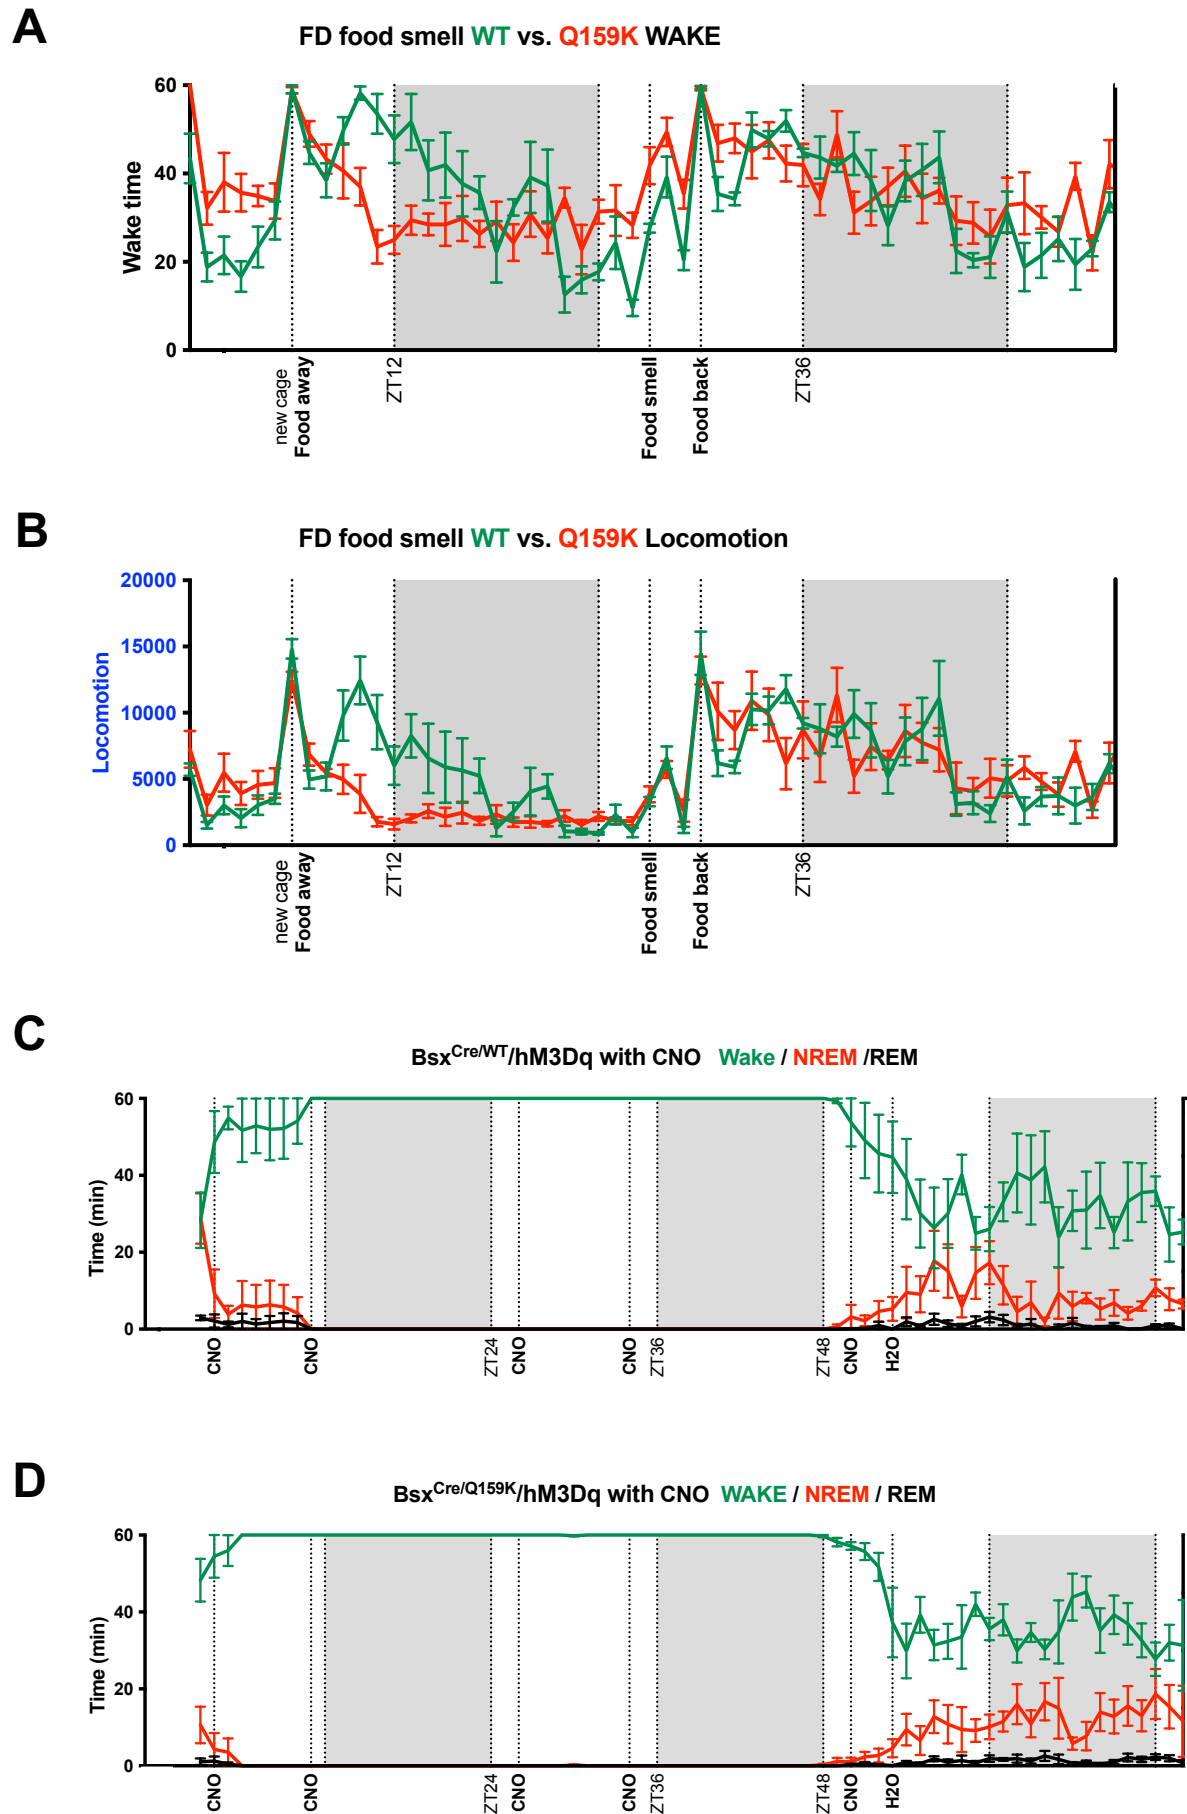 A
FD food smell WT vs. Q159K WAKE
Wake time
60
40
20
0
new cage
Food away
ZT12
Food smell
Food back
ZT36
B
FD food smell WT vs. Q159K Locomotion
Locomotion
20000
15000
10000
5000
0
new cage
Food away
ZT12
Food smell
Food back
ZT36
C
Bsx^Cre/WT/hM3Dq with CNO Wake / NREM /REM
Time (min)
60
40
20
0
CNO
CNO
ZT24
CNO
CNO
ZT36
ZT48
CNO
H2O
D
Bsx^Cre/Q159K/hM3Dq with CNO WAKE / NREM / REM
Time (min)
60
40
20
0
CNO
CNO
ZT24
CNO
CNO
ZT36
ZT48
CNO
H2O